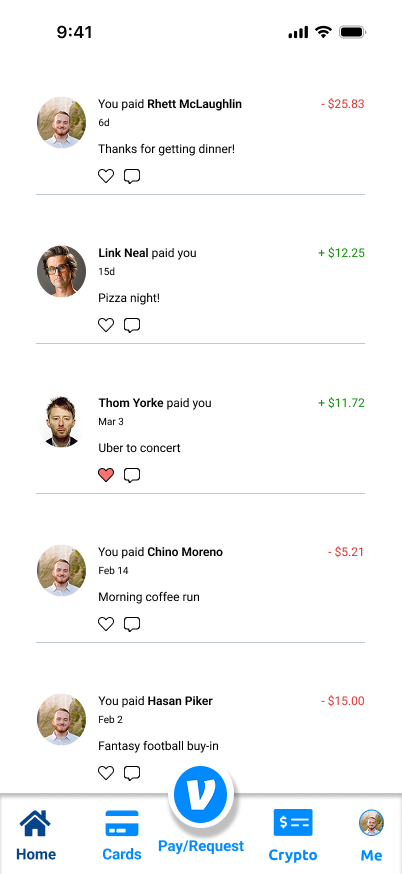 9:41
You paid Rhett McLaughlin - $25.83
6d
Thanks for getting dinner!
Link Neal paid you + $12.25
15d
Pizza night!
Thom Yorke paid you + $11.72
Mar 3
Uber to concert
You paid Chino Moreno - $5.21
Feb 14
Morning coffee run
You paid Hasan Piker - $15.00
Feb 2
Fantasy football buy-in
V
$
Home Cards Pay/Request Crypto Me